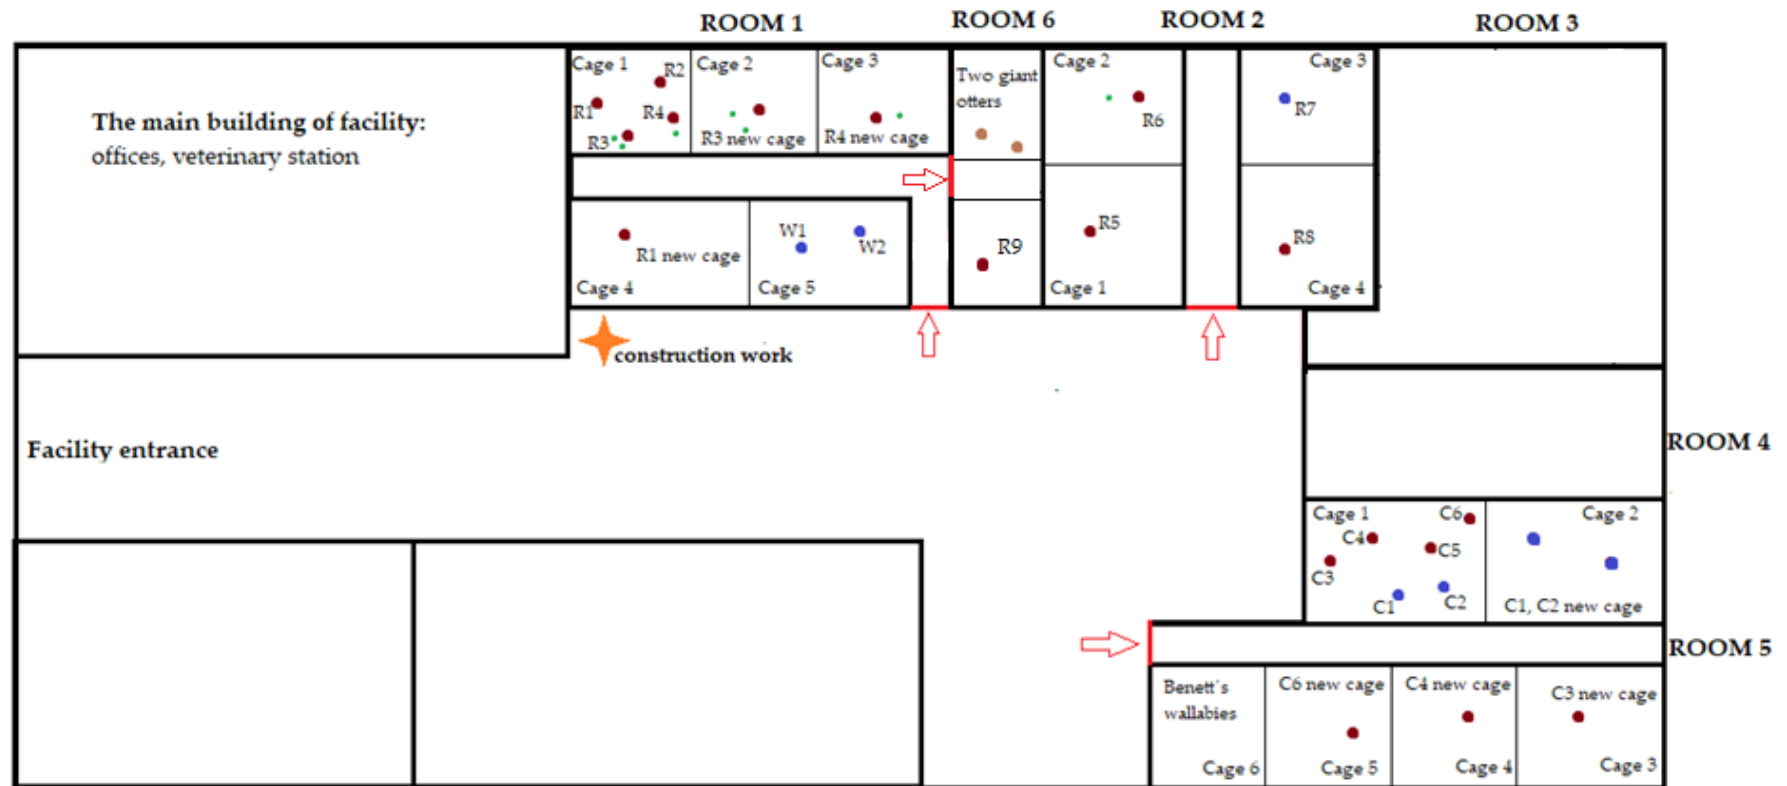 ROOM 1
ROOM 6
ROOM 2
ROOM 3
The main building of facility:
offices, veterinary station
Cage 1
R2
R1
R4
R3
Cage 2
R3 new cage
Cage 3
R4 new cage
Two giant
otters
Cage 2
R6
Cage 3
R7
R1 new cage
Cage 4
W1
W2
Cage 5
R9
R5
Cage 1
R8
Cage 4
construction work
Facility entrance
ROOM 4
Cage 1
C6
C4
C5
C3
C1
C2
Cage 2
C1, C2 new cage
ROOM 5
Benett´s
wallabies
Cage 6
C6 new cage
Cage 5
C4 new cage
Cage 4
C3 new cage
Cage 3